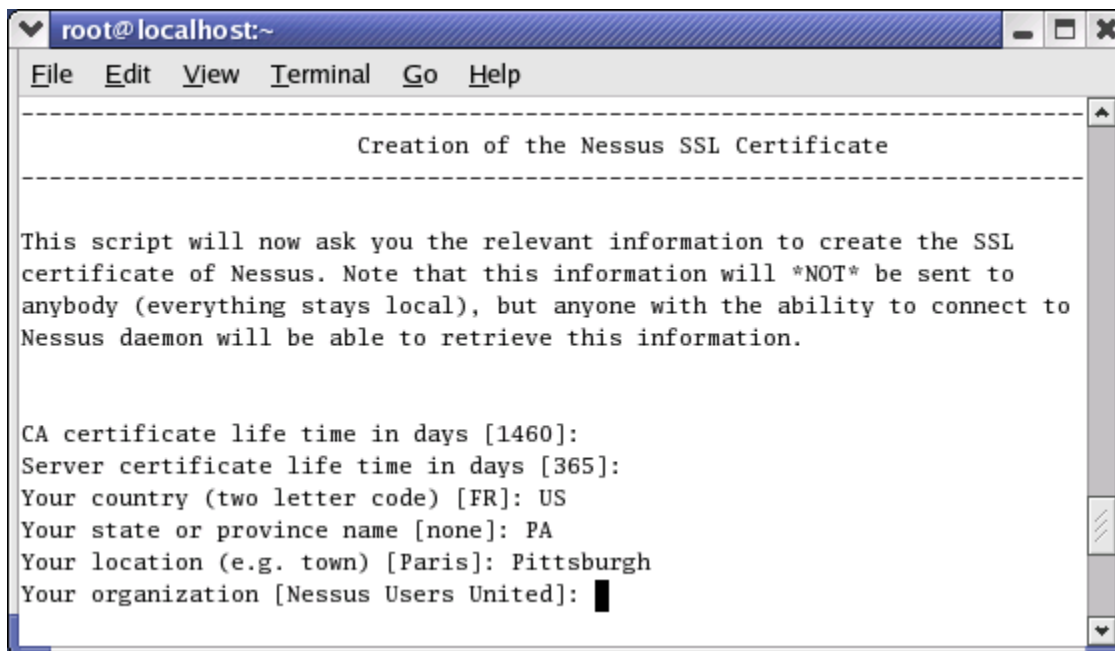 root@localhost:~
File Edit View Terminal Go Help
--------------------------------------------------------------------------------
Creation of the Nessus SSL Certificate
--------------------------------------------------------------------------------
This script will now ask you the relevant information to create the SSL
certificate of Nessus. Note that this information will *NOT* be sent to
anybody (everything stays local), but anyone with the ability to connect to
Nessus daemon will be able to retrieve this information.
CA certificate life time in days [1460]:
Server certificate life time in days [365]:
Your country (two letter code) [FR]: US
Your state or province name [none]: PA
Your location (e.g. town) [Paris]: Pittsburgh
Your organization [Nessus Users United]: